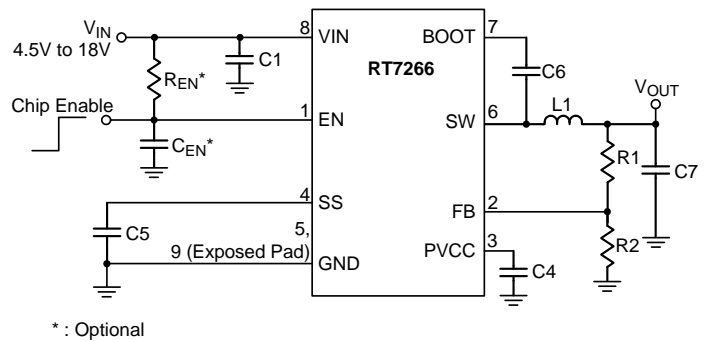 VIN
4.5V to 18V
8
VIN
BOOT
7
RT7266
C1
REN*
C6
VOUT
Chip Enable
1
EN
SW
6
L1
CEN*
R1
C7
4
SS
FB
2
C5
5,
9 (Exposed Pad)
GND
PVCC
3
R2
C4
* : Optional